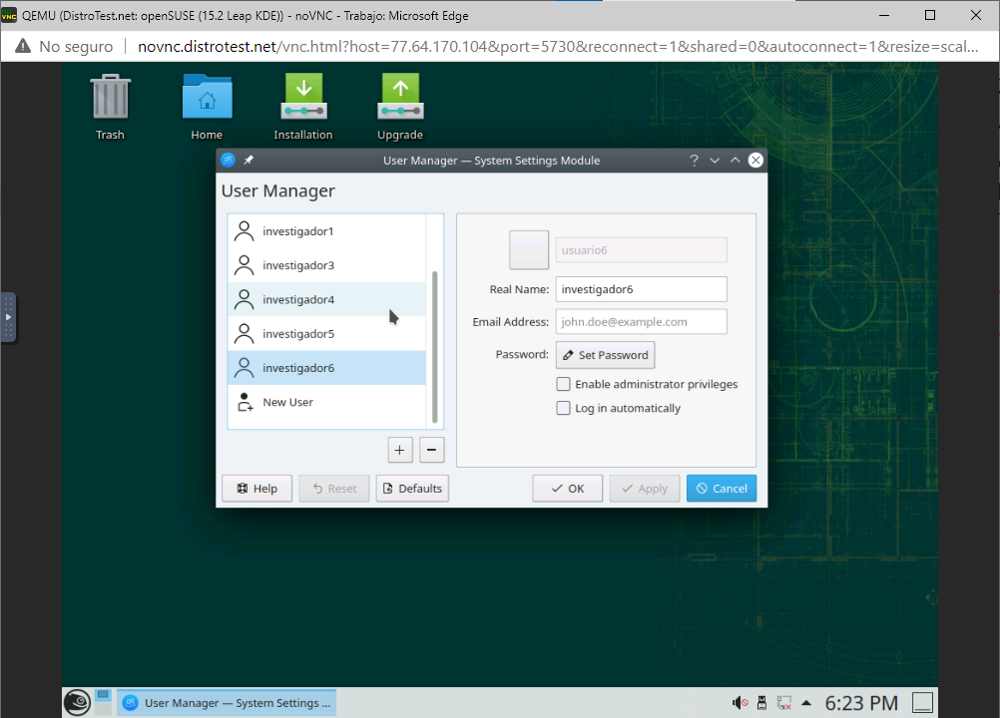 QEMU (DistroTest.net: openSUSE (15.2 Leap KDE)) - noVNC - Trabajo: Microsoft Edge
No seguro novnc.distrotest.net/vnc.html?host=77.64.170.104&port=5730&reconnect=1&shared=0&autoconnect=1&resize=scal...
Trash Home Installation Upgrade
User Manager — System Settings Module
User Manager
investigador1
investigador3
investigador4
investigador5
investigador6
New User
usuario6
Real Name: investigador6
Email Address: john.doe@example.com
Password: Set Password
Enable administrator privileges
Log in automatically
Help Reset Defaults OK Apply Cancel
User Manager — System Settings ... 6:23 PM